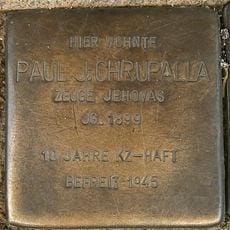 HIER WOHNTE
PAUL J. CHRUPALLA
ZEUGE JEHOVAS
JG. 1899
10 JAHRE KZ-HAFT
BEFREIT 1945